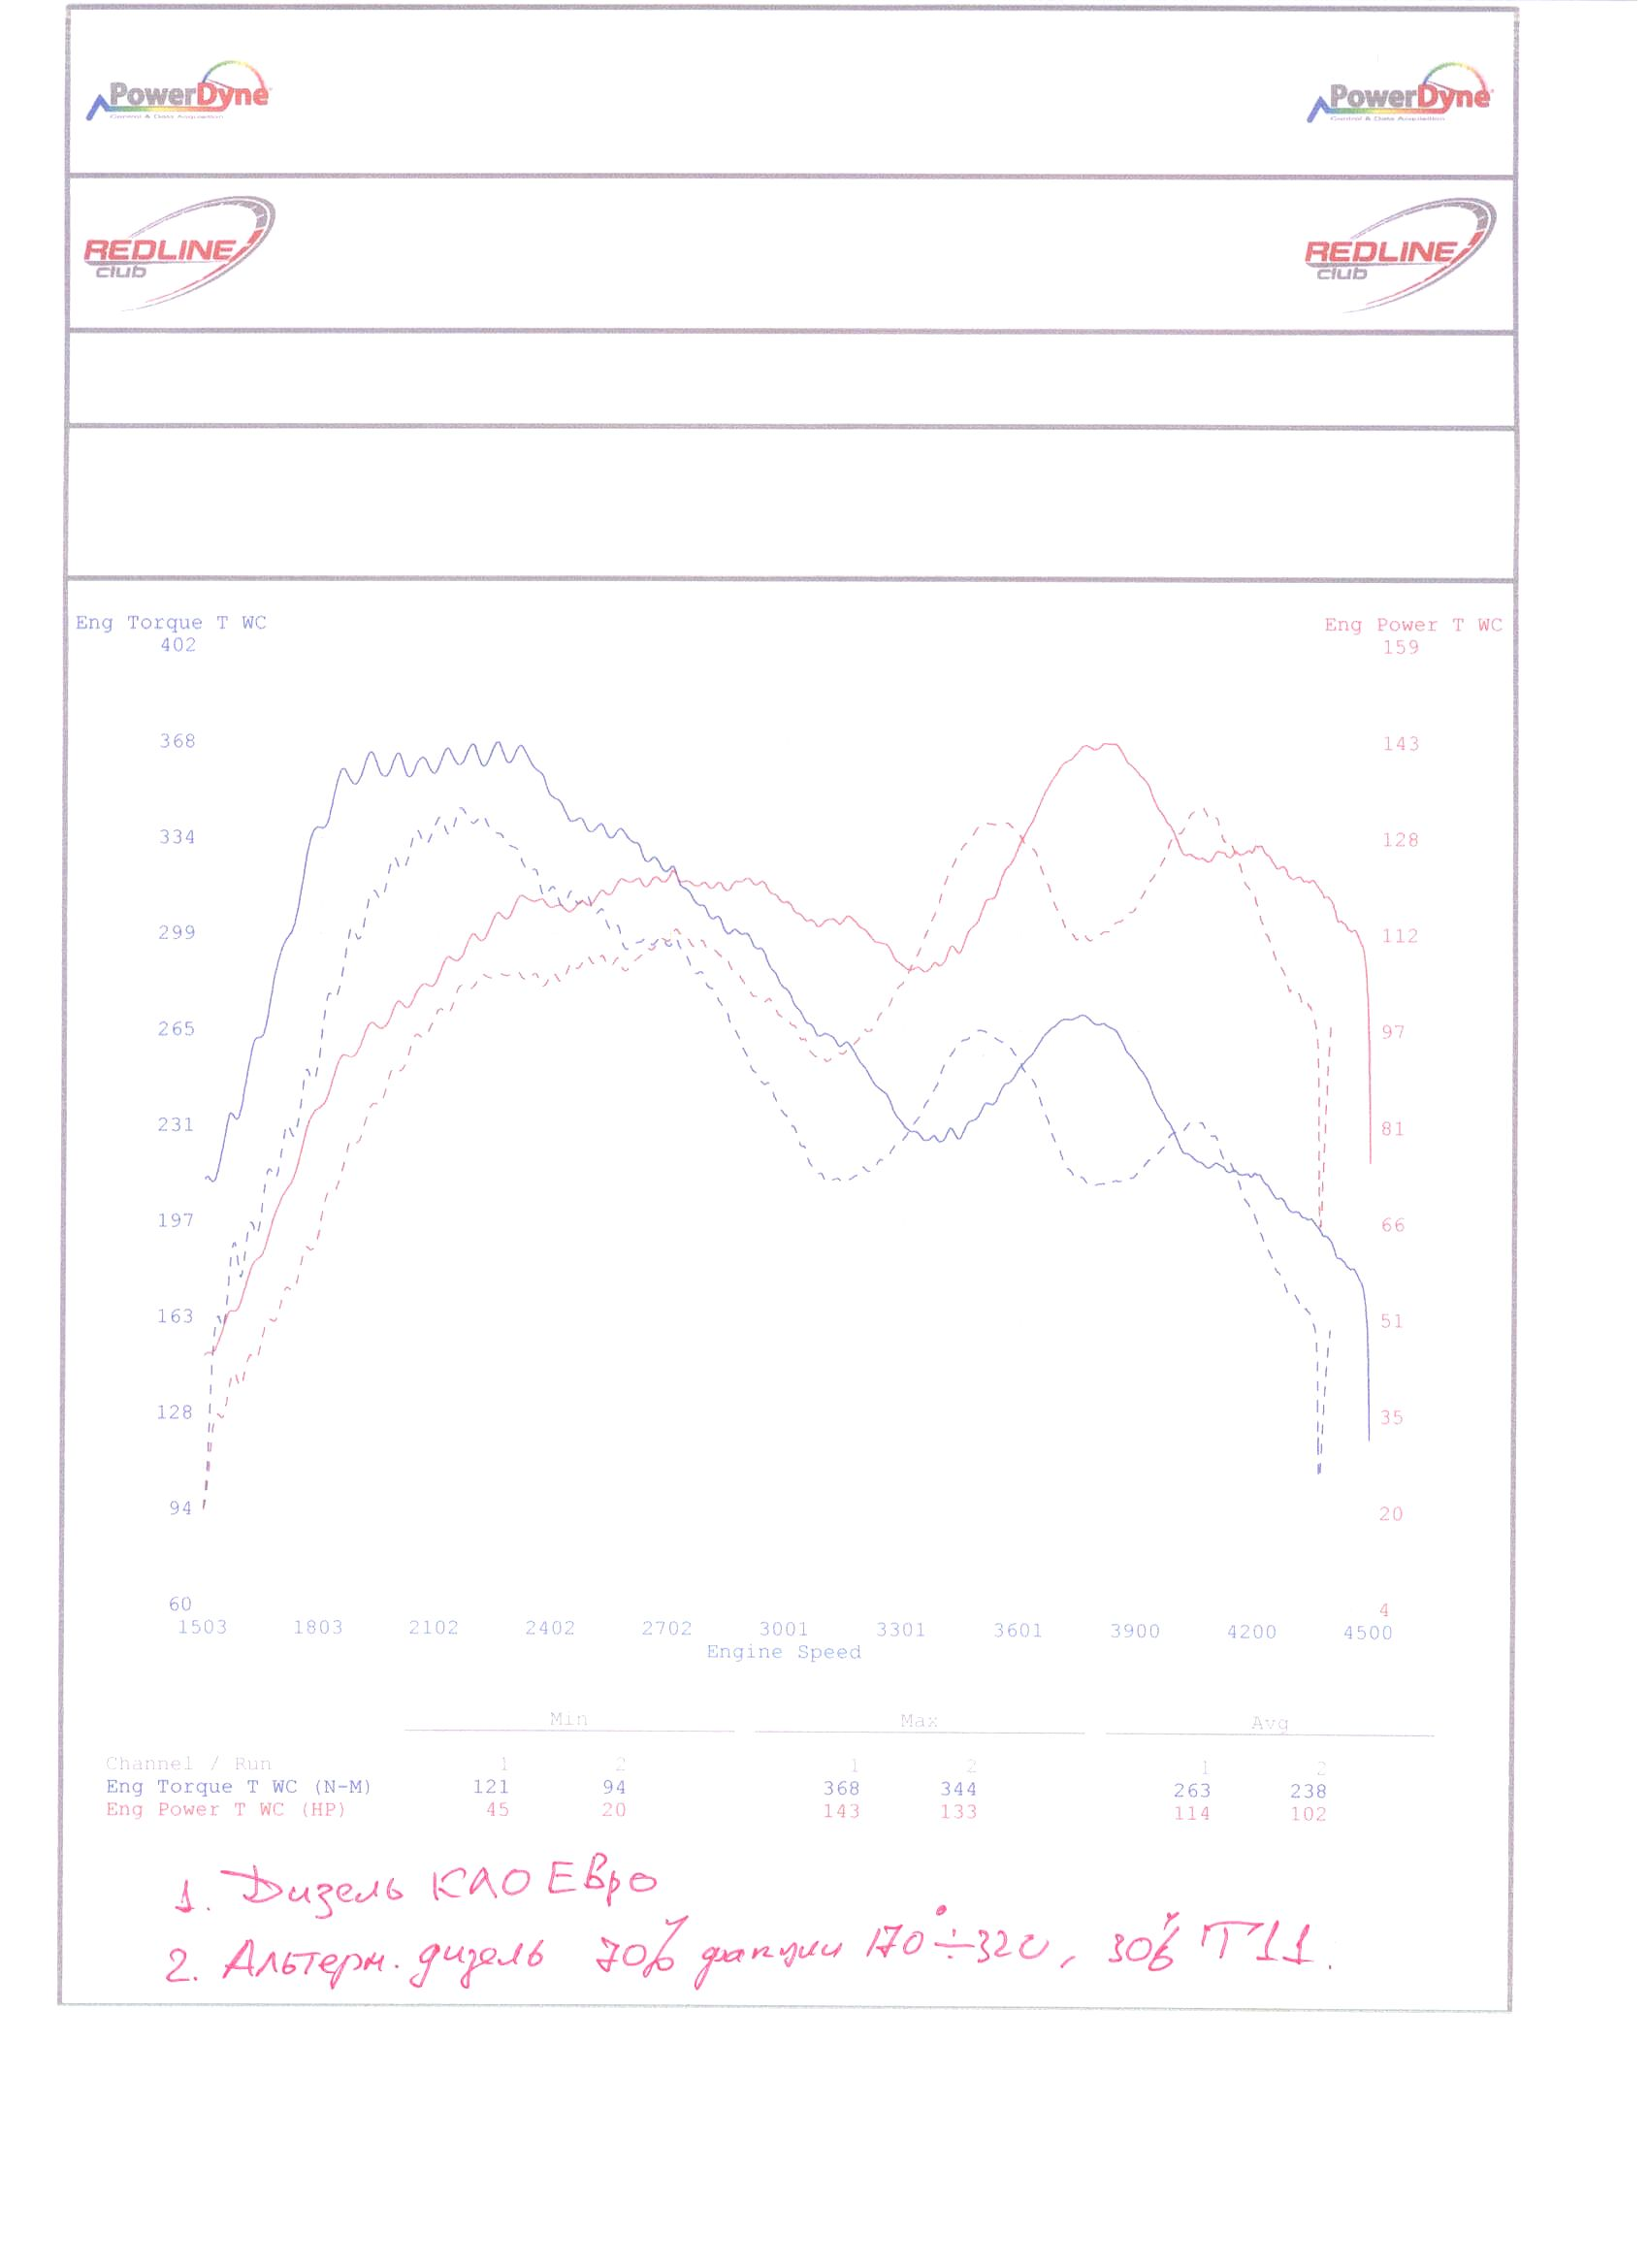 PowerDyne PowerDyne
Control & Data Acquisition Control & Data Acquisition
REDLINE REDLINE
club club
Eng Torque T WC Eng Power T WC
402 159
368 143
334 128
299 112
265 97
231 81
197 66
163 51
128 35
94 20
60 4
1503 1803 2102 2402 2702 3001 3301 3601 3900 4200 4500
Engine Speed
Min Max Avg
Channel / Run 1 2 1 2 1 2
Eng Torque T WC (N-M) 121 94 368 344 263 238
Eng Power T WC (HP) 45 20 143 133 114 102
1. Дизель КЛО Евро
2. Альтерн. дизель 70% фракции 170°÷320, 30% Т11.